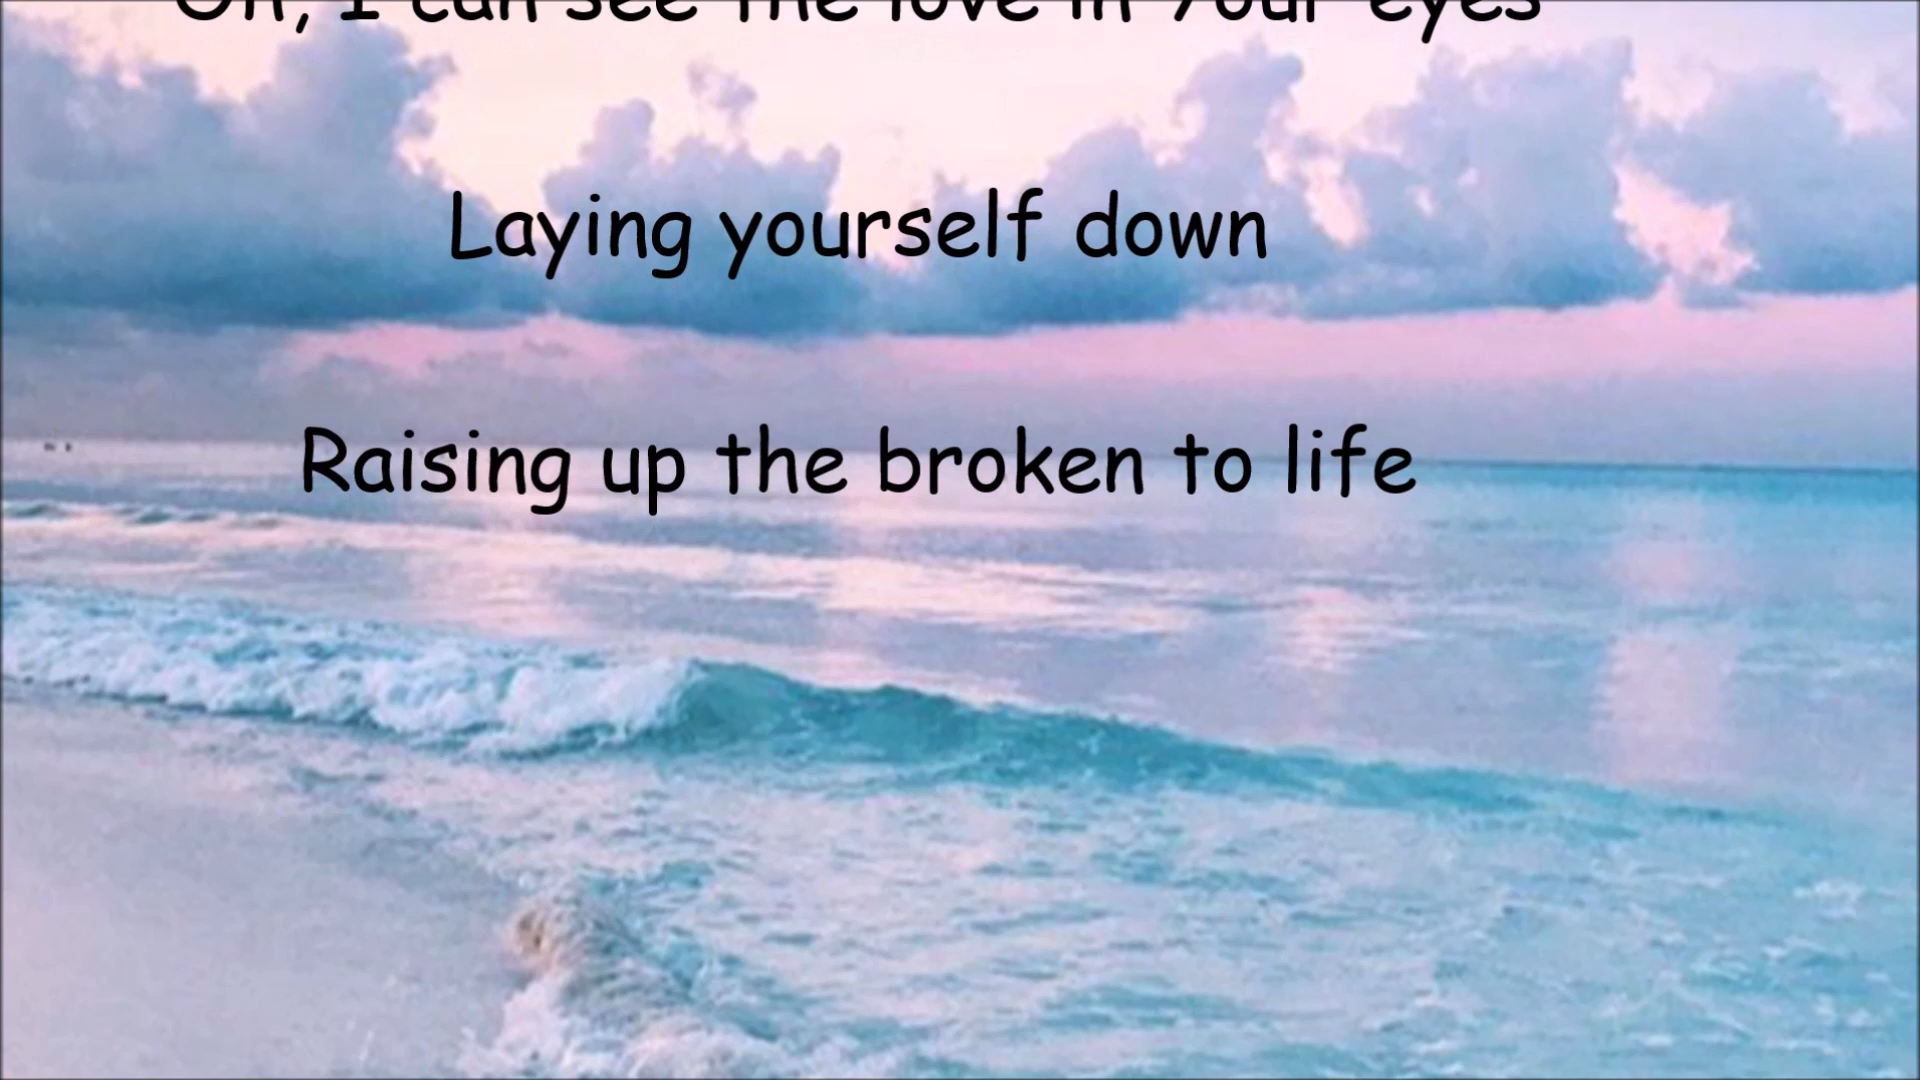 Oh, I can see the love in Your eyes
Laying yourself down
Raising up the broken to life